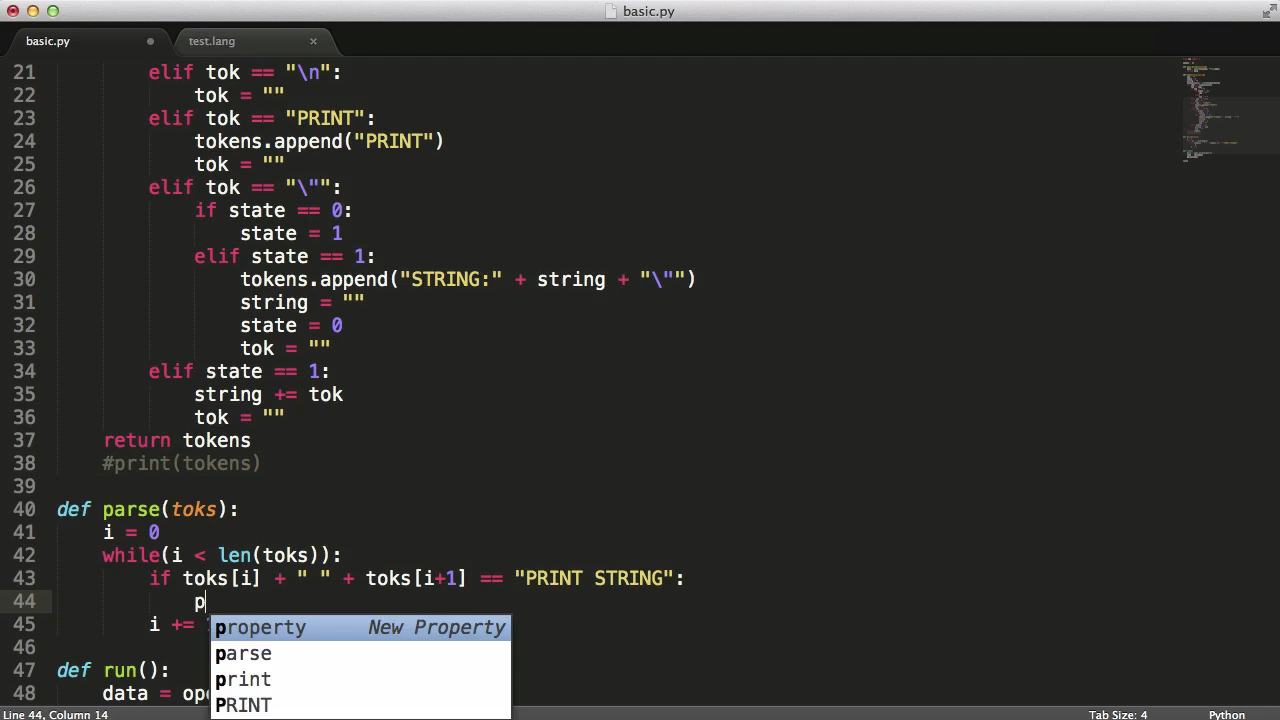 basic.py
basic.py test.lang ×
21 elif tok == "\n":
22 tok = ""
23 elif tok == "PRINT":
24 tokens.append("PRINT")
25 tok = ""
26 elif tok == "\"":
27 if state == 0:
28 state = 1
29 elif state == 1:
30 tokens.append("STRING:" + string + "\"")
31 string = ""
32 state = 0
33 tok = ""
34 elif state == 1:
35 string += tok
36 tok = ""
37 return tokens
38 #print(tokens)
39
40 def parse(toks):
41 i = 0
42 while(i < len(toks)):
43 if toks[i] + " " + toks[i+1] == "PRINT STRING":
44 p
property New Property
45 i +=
parse
46
print
47 def run():
PRINT
48 data = op
Line 44, Column 14 Tab Size: 4 Python